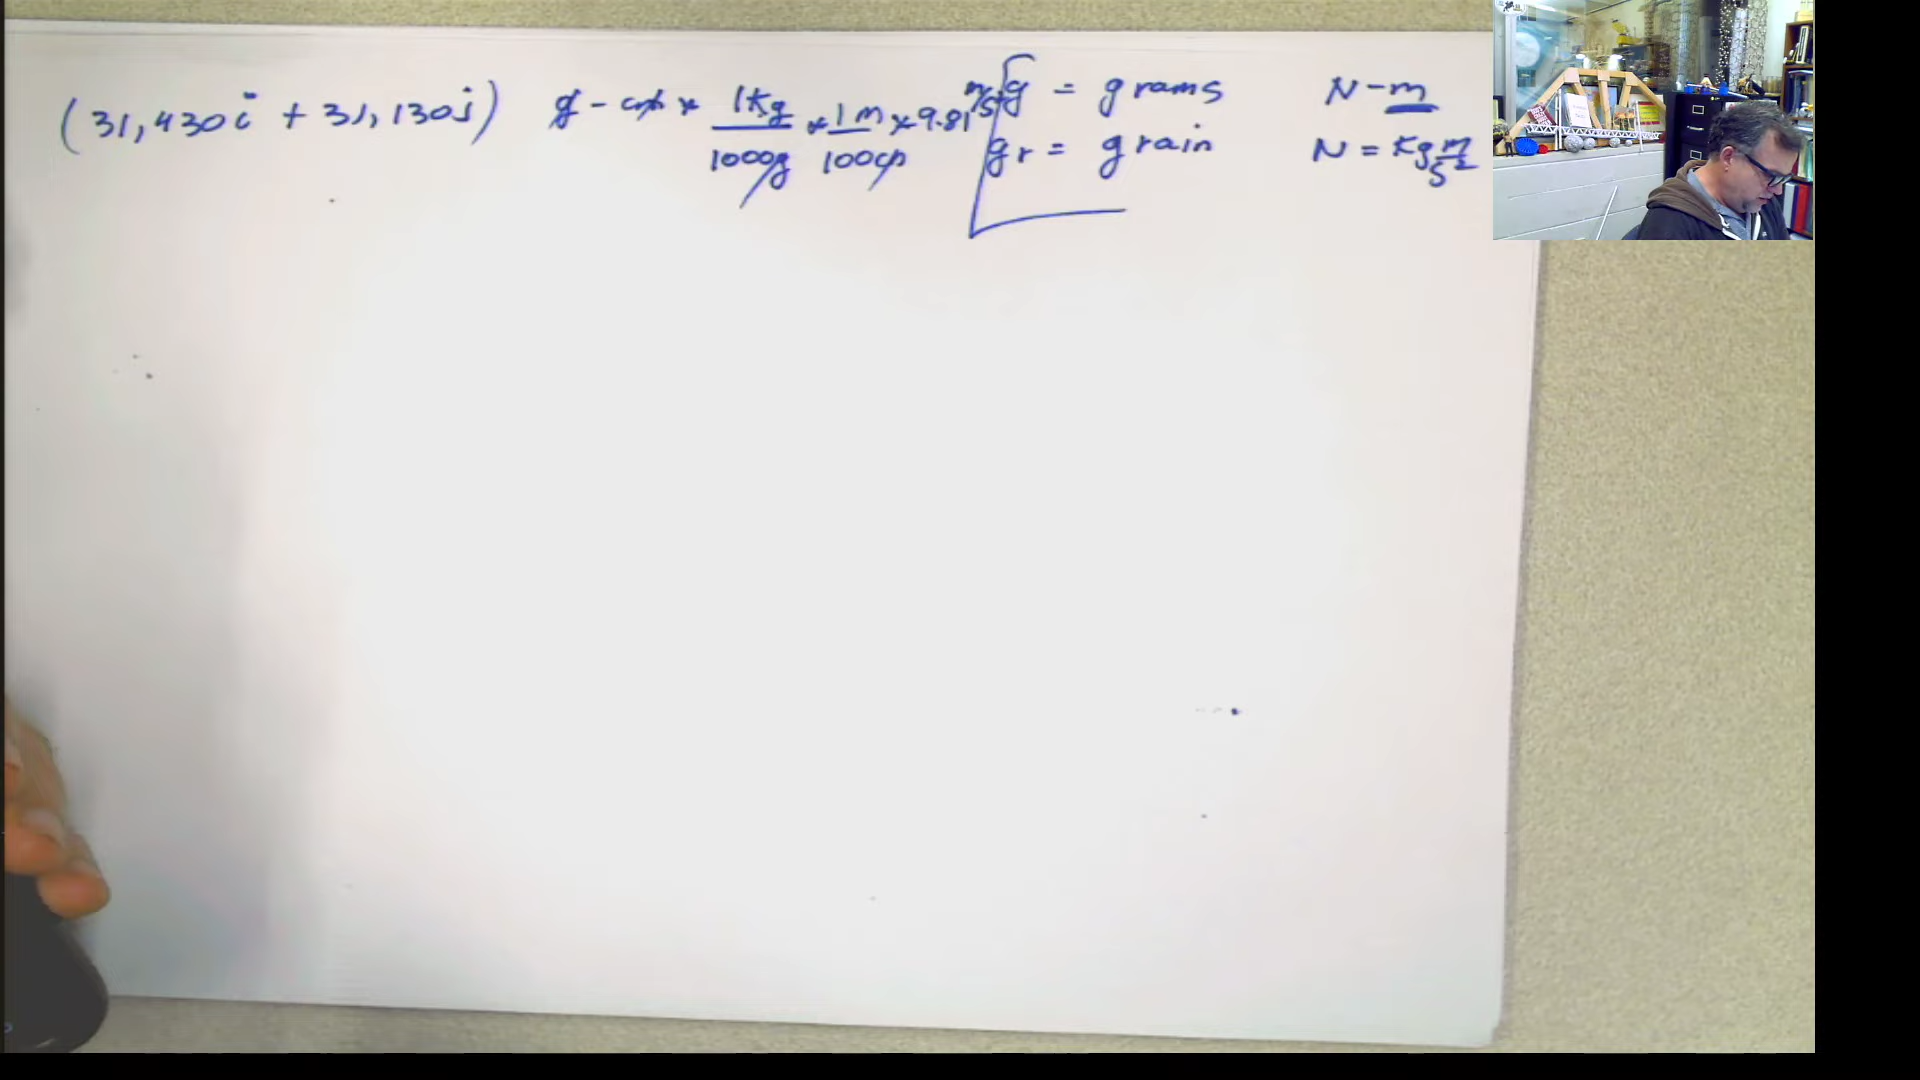 (31,430i + 31,130j) g - cm * 1kg/1000g * 1m/100cm * 9.81 m/s²
g = grams
gr = grain
N-m
N = kg m/s²